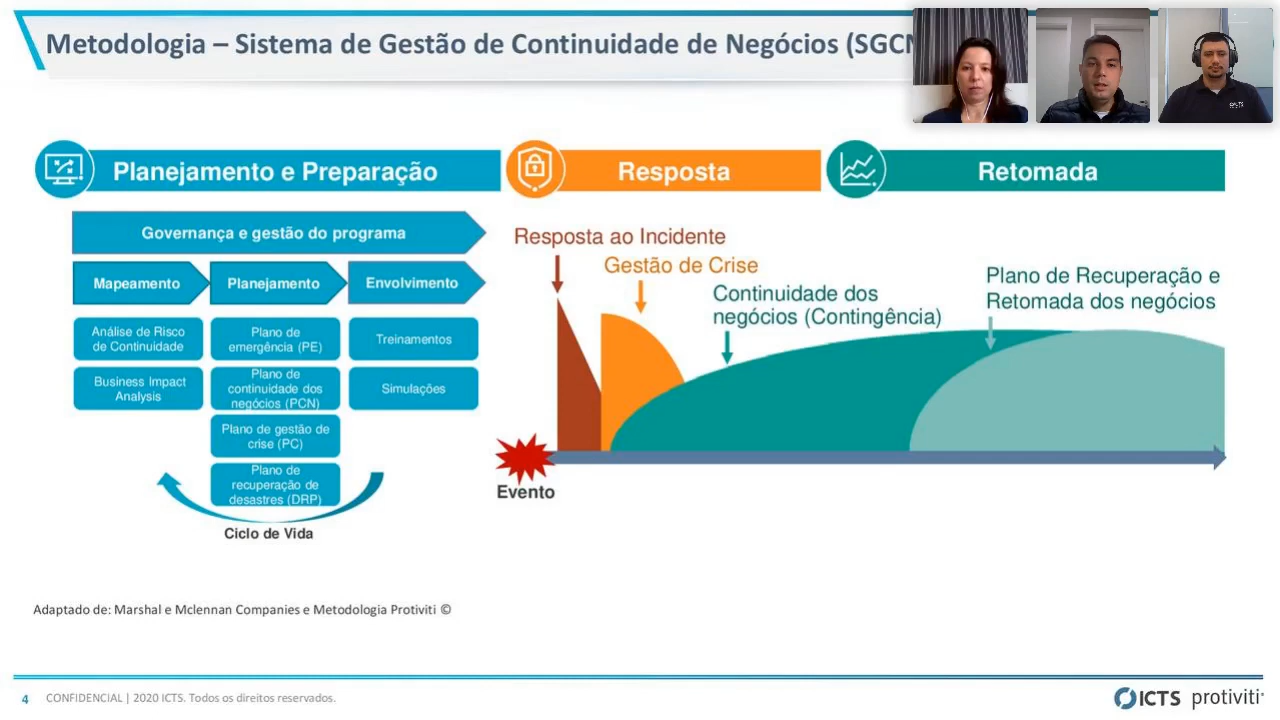 Metodologia – Sistema de Gestão de Continuidade de Negócios (SGCN
Planejamento e Preparação
Resposta
Retomada
Governança e gestão do programa
Mapeamento
Planejamento
Envolvimento
Análise de Risco
de Continuidade
Plano de
emergência (PE)
Treinamentos
Business Impact
Analysis
Plano de
continuidade dos
negócios (PCN)
Simulações
Plano de gestão de
crise (PC)
Plano de
recuperação de
desastres (DRP)
Ciclo de Vida
Resposta ao Incidente
Gestão de Crise
Continuidade dos
negócios (Contingência)
Plano de Recuperação e
Retomada dos negócios
Evento
Adaptado de: Marshal e Mclennan Companies e Metodologia Protiviti ©
4 CONFIDENCIAL | 2020 ICTS. Todos os direitos reservados.
ICTS protiviti®